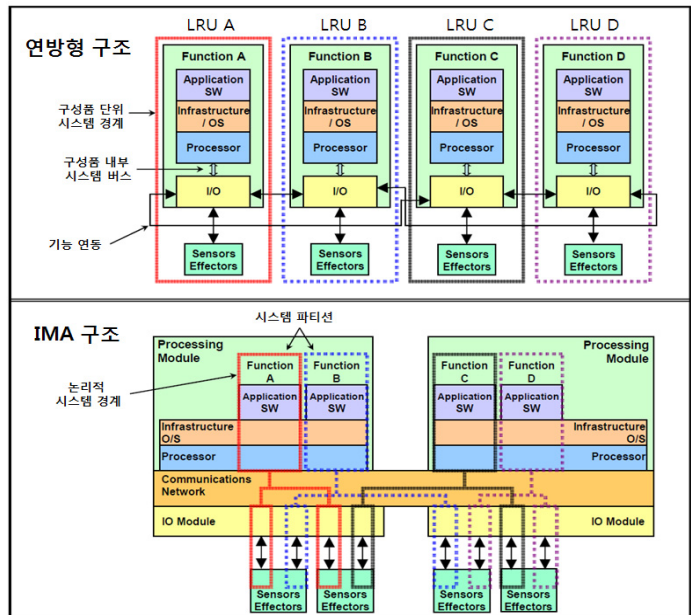 LRU A
LRU B
LRU C
LRU D
연방형 구조
Function A
Function B
Function C
Function D
Application
SW
Application
SW
Application
SW
Application
SW
구성품 단위
시스템 경계
Infrastructure
/ OS
Infrastructure
/ OS
Infrastructure
/ OS
Infrastructure
/ OS
Processor
Processor
Processor
Processor
구성품 내부
시스템 버스
I/O
I/O
I/O
I/O
기능 연동
Sensors
Effectors
Sensors
Effectors
Sensors
Effectors
Sensors
Effectors
IMA 구조
시스템 파티션
Processing
Module
Processing
Module
Function
A
Function
B
Function
C
Function
D
논리적
시스템 경계
Application
SW
Application
SW
Application
SW
Application
SW
Infrastructure
O/S
Infrastructure
O/S
Processor
Processor
Communications
Network
IO Module
IO Module
Sensors
Effectors
Sensors
Effectors
Sensors
Effectors
Sensors
Effectors